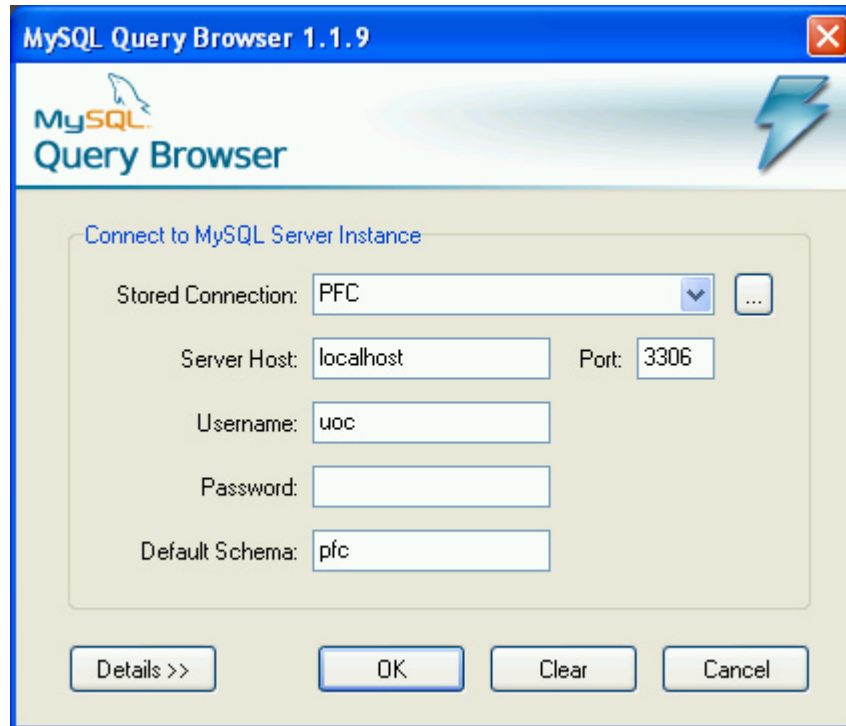 MySQL Query Browser 1.1.9
MySQL
Query Browser
Connect to MySQL Server Instance
Stored Connection: PFC ...
Server Host: localhost Port: 3306
Username: uoc
Password:
Default Schema: pfc
Details >> OK Clear Cancel